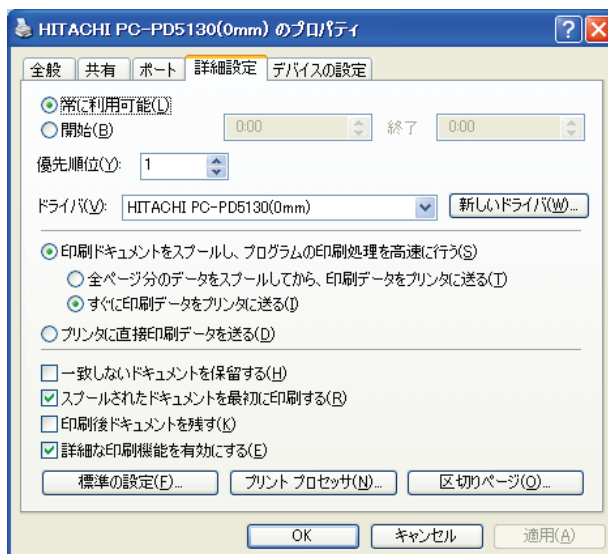 HITACHI PC-PD5130(0mm) のプロパティ
全般 共有 ポート 詳細設定 デバイスの設定
常に利用可能(L)
開始(B) 0:00 終了 0:00
優先順位(Y): 1
ドライバ(V): HITACHI PC-PD5130(0mm) 新しいドライバ(W)...
印刷ドキュメントをスプールし、プログラムの印刷処理を高速に行う(S)
全ページ分のデータをスプールしてから、印刷データをプリンタに送る(T)
すぐに印刷データをプリンタに送る(I)
プリンタに直接印刷データを送る(D)
一致しないドキュメントを保留する(H)
スプールされたドキュメントを最初に印刷する(R)
印刷後ドキュメントを残す(K)
詳細な印刷機能を有効にする(E)
標準の設定(F)... プリント プロセッサ(N)... 区切りページ(O)...
OK キャンセル 適用(A)